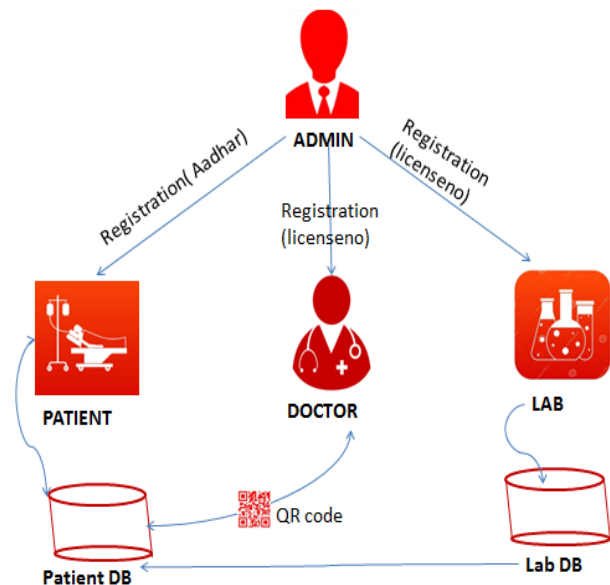 ADMIN
Registration( Aadhar)
Registration
(licenseno)
Registration
(licenseno)
PATIENT
DOCTOR
LAB
QR code
Patient DB
Lab DB